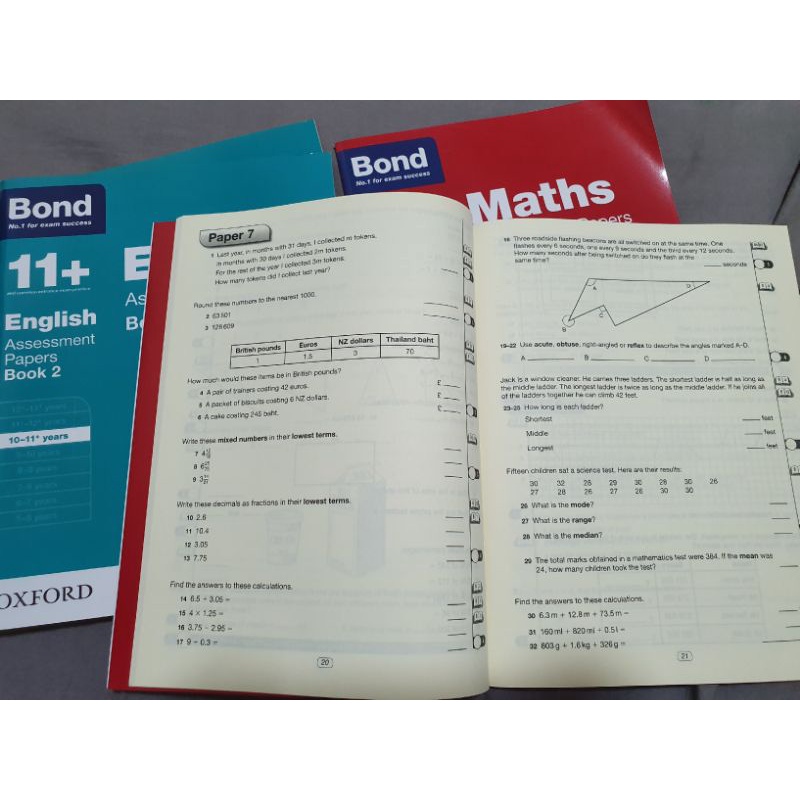 Bond
No.1 for exam success
11+
English
Assessment
Papers
Book 2
10–11+ years
OXFORD
Bond
No.1 for exam success
Maths
Papers
Paper 7
1 Last year, in months with 31 days, I collected m tokens,
in months with 30 days I collected 2m tokens.
For the rest of the year I collected 3m tokens.
How many tokens did I collect last year?
Round these numbers to the nearest 1000.
2 63 501
3 129 609
British pounds Euros NZ dollars Thailand baht
1 1.5 3 70
How much would these items be in British pounds?
4 A pair of trainers costing 42 euros. £
5 A packet of biscuits costing 6 NZ dollars. £
6 A cake costing 245 baht. £
Write these mixed numbers in their lowest terms.
7 4
8 6
9 3
Write these decimals as fractions in their lowest terms.
10 2.6
11 10.4
12 3.05
13 7.75
Find the answers to these calculations.
14 6.5 + 3.05 =
15 4 × 1.25 =
16 3.75 − 2.95 =
17 9 ÷ 0.3 =
20
18 Three roadside flashing beacons are all switched on at the same time. One
flashes every 6 seconds, one every 9 seconds and the third every 12 seconds.
How many seconds after being switched on do they flash at the
same time? seconds
A
D
C
B
19–22 Use acute, obtuse, right-angled or reflex to describe the angles marked A–D.
A B C D
Jack is a window cleaner. He carries three ladders. The shortest ladder is half as long as
the middle ladder. The longest ladder is twice as long as the middle ladder. If he joins all
of the ladders together he can climb 42 feet.
23–25 How long is each ladder?
Shortest feet
Middle feet
Longest feet
Fifteen children sat a science test. Here are their results:
30 32 28 29 30 28 30 26
27 28 26 27 28 30 30
26 What is the mode?
27 What is the range?
28 What is the median?
29 The total marks obtained in a mathematics test were 384. If the mean was
24, how many children took the test?
Find the answers to these calculations.
30 6.3 m + 12.8 m + 73.5 m =
31 160 ml + 820 ml + 0.5 l =
32 803 g + 1.6 kg + 326 g =
21